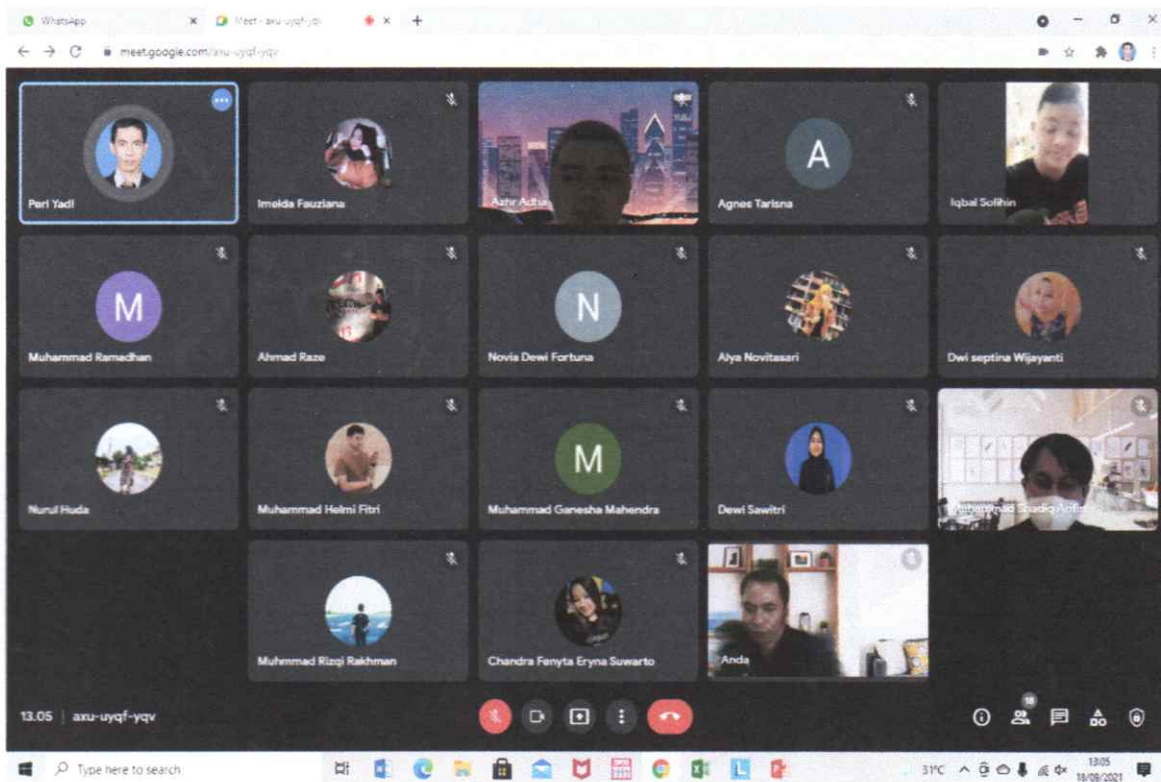 WhatsApp
Meet - axu-uyqf-yqv
meet.google.com/axu-uyqf-yqv
Peri Yadi
Imelda Fauziana
Azhr Adha
A
Agnes Tarisna
Iqbal Solihin
M
Muhammad Ramadhan
Ahmad Raze
N
Novia Dewi Fortuna
Alya Novitasari
Dwi septina Wijayanti
Nurul Huda
Muhammad Helmi Fitri
M
Muhammad Ganesha Mahendra
Dewi Sawitri
Muhammad Shadiq
Muhmmad Rizqi Rakhman
Chandra Fenyta Eryna Suwarto
Anda
13.05 | axu-uyqf-yqv
18
Type here to search
31°C
13:05
18/09/2021